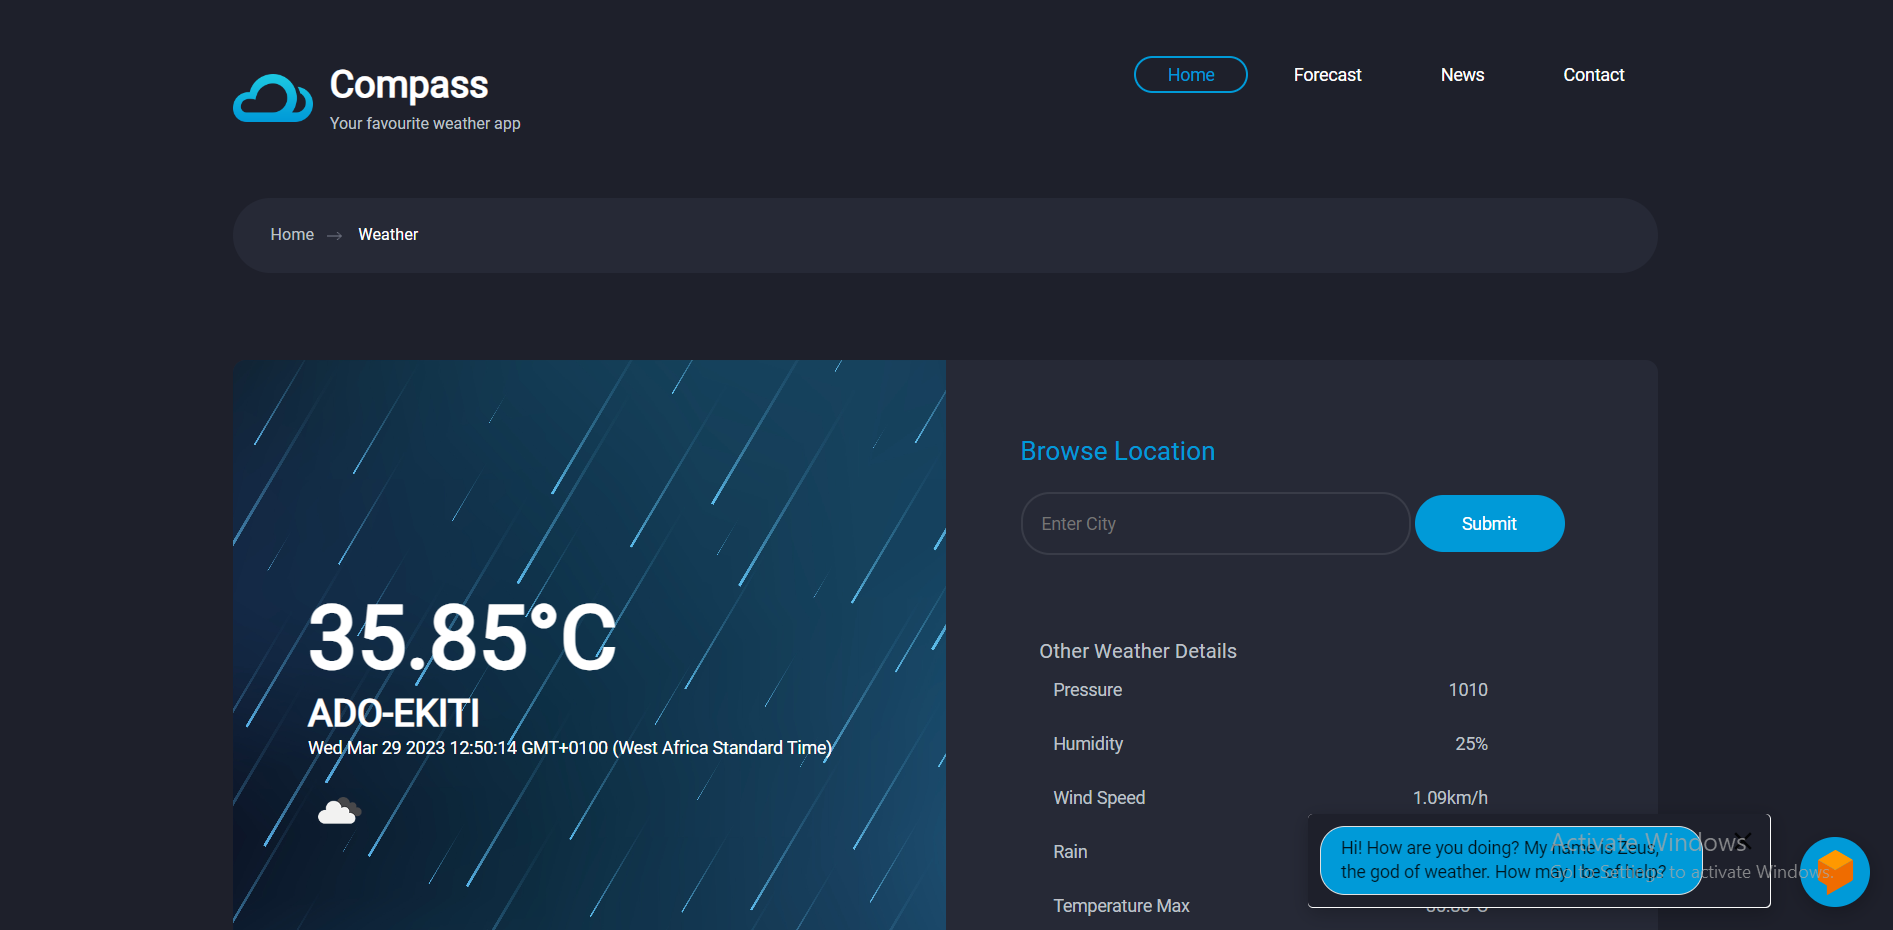 Compass
Your favourite weather app
Home
Forecast
News
Contact
Home → Weather
35.85°C
ADO-EKITI
Wed Mar 29 2023 12:50:14 GMT+0100 (West Africa Standard Time)
Browse Location
Enter City
Submit
Other Weather Details
Pressure 1010
Humidity 25%
Wind Speed 1.09km/h
Rain
Temperature Max
Hi! How are you doing? My name is Zeus,
the god of weather. How may I be of help?
Activate Windows
Go to Settings to activate Windows.